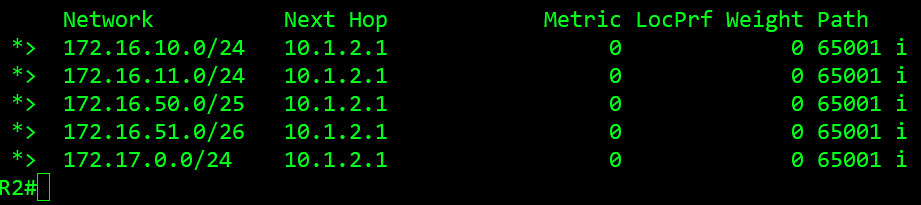 Network Next Hop Metric LocPrf Weight Path
*> 172.16.10.0/24 10.1.2.1 0 0 65001 i
*> 172.16.11.0/24 10.1.2.1 0 0 65001 i
*> 172.16.50.0/25 10.1.2.1 0 0 65001 i
*> 172.16.51.0/26 10.1.2.1 0 0 65001 i
*> 172.17.0.0/24 10.1.2.1 0 0 65001 i
R2#